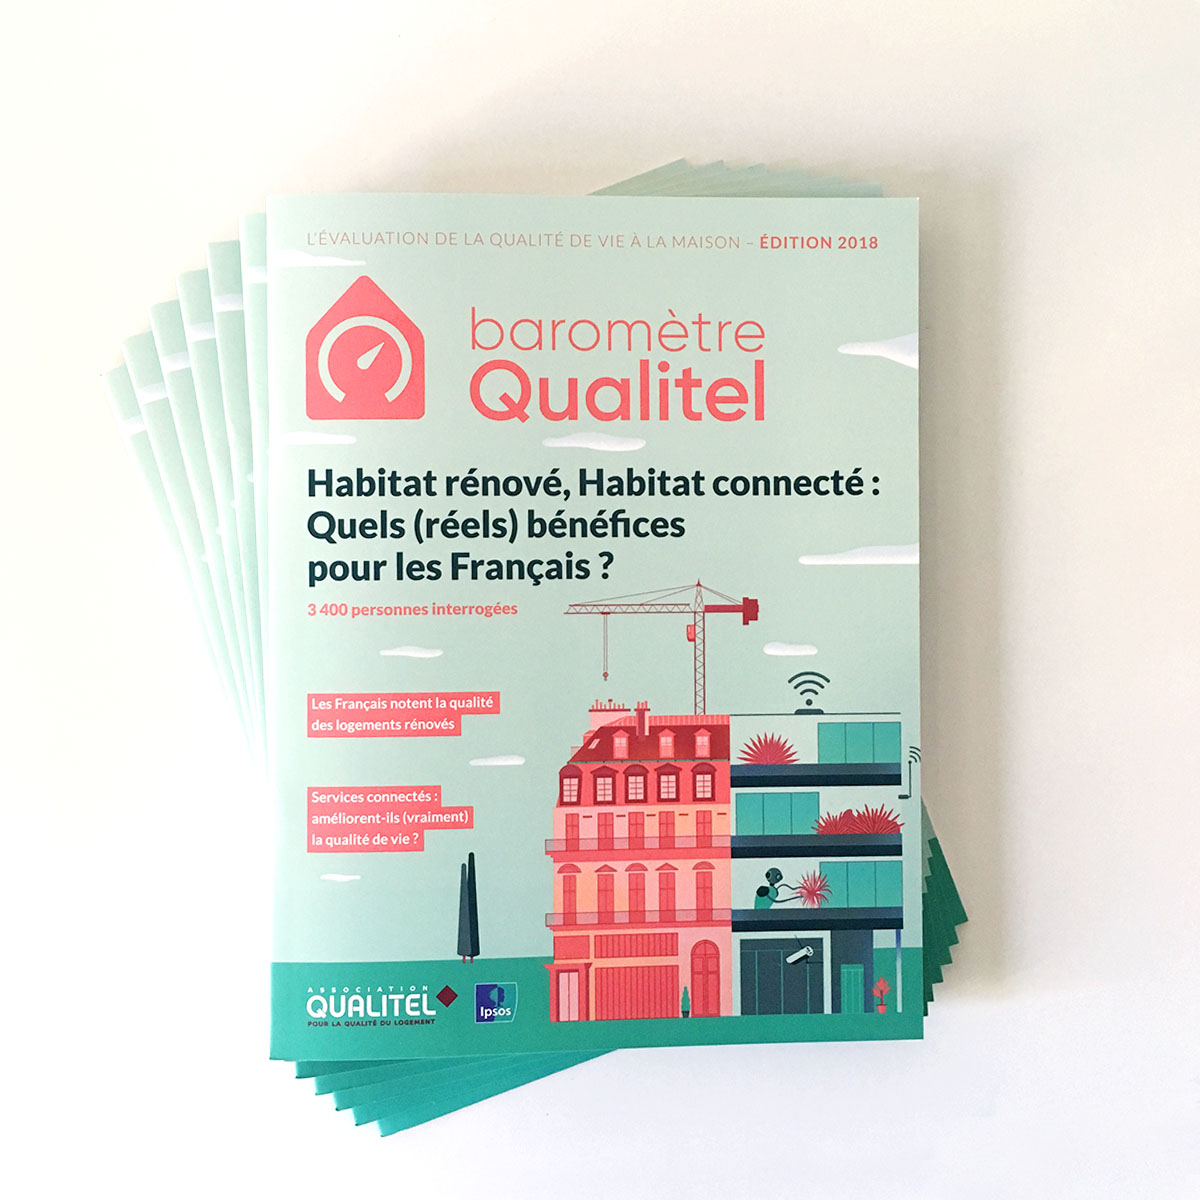 L'ÉVALUATION DE LA QUALITÉ DE VIE À LA MAISON – ÉDITION 2018
baromètre
Qualitel
Habitat rénové, Habitat connecté :
Quels (réels) bénéfices
pour les Français ?
3 400 personnes interrogées
Les Français notent la qualité
des logements rénovés
Services connectés :
améliorent-ils (vraiment)
la qualité de vie ?
ASSOCIATION
QUALITEL
POUR LA QUALITÉ DU LOGEMENT
Ipsos